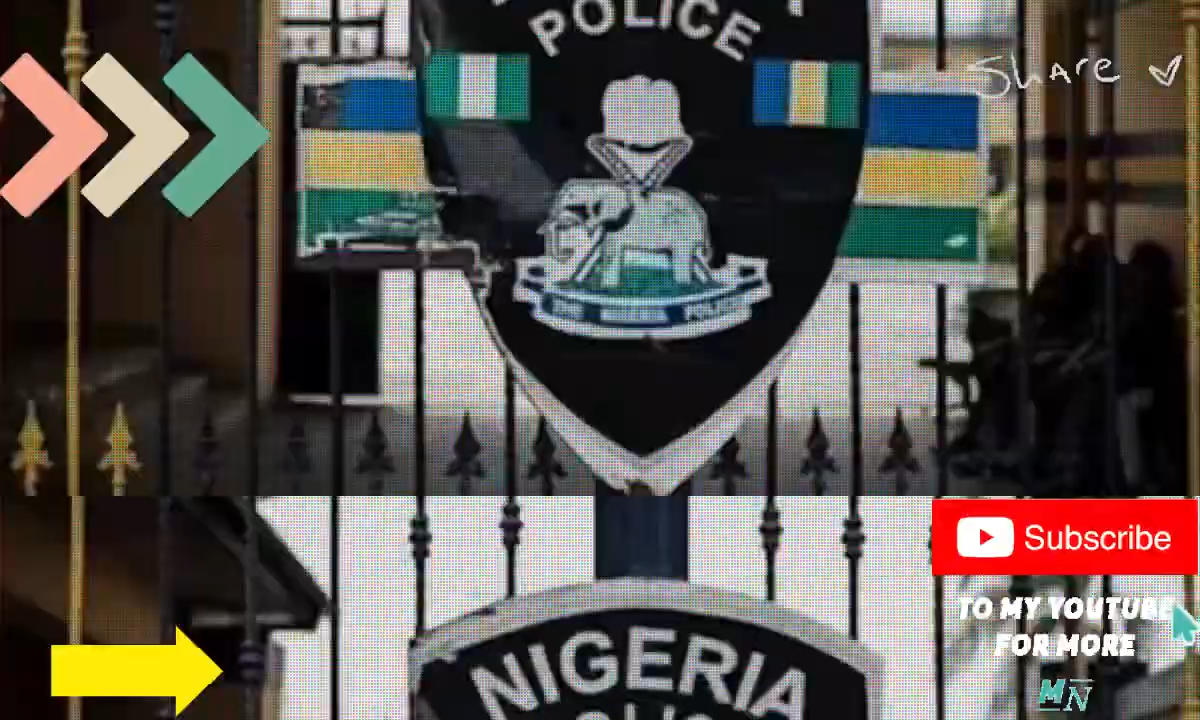 POLICE
Share
Subscribe
TO MY YOUTUBE
FOR MORE
MN
NIGERIA